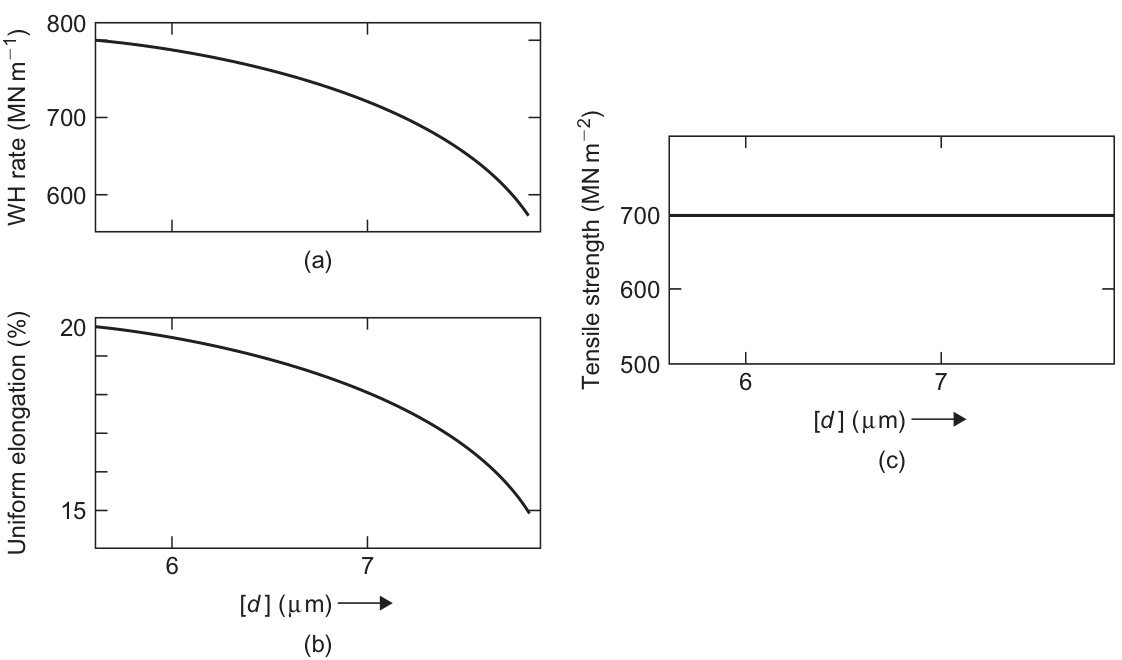 WH rate (MN m⁻¹)
800
700
600
(a)
Uniform elongation (%)
20
15
6 7
[d] (μm)
(b)
Tensile strength (MN m⁻²)
700
600
500
6 7
[d] (μm)
(c)